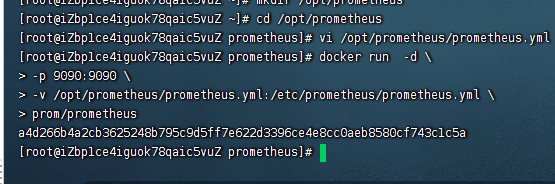 [root@iZbp1ce4iguok78qaic5vuZ ~]# mkdir /opt/prometheus
[root@iZbp1ce4iguok78qaic5vuZ ~]# cd /opt/prometheus
[root@iZbp1ce4iguok78qaic5vuZ prometheus]# vi /opt/prometheus/prometheus.yml
[root@iZbp1ce4iguok78qaic5vuZ prometheus]# docker run  -d \
> -p 9090:9090 \
> -v /opt/prometheus/prometheus.yml:/etc/prometheus/prometheus.yml \
> prom/prometheus
a4d266b4a2cb3625248b795c9d5ff7e622d3396ce4e8cc0aeb8580cf743c1c5a
[root@iZbp1ce4iguok78qaic5vuZ prometheus]#